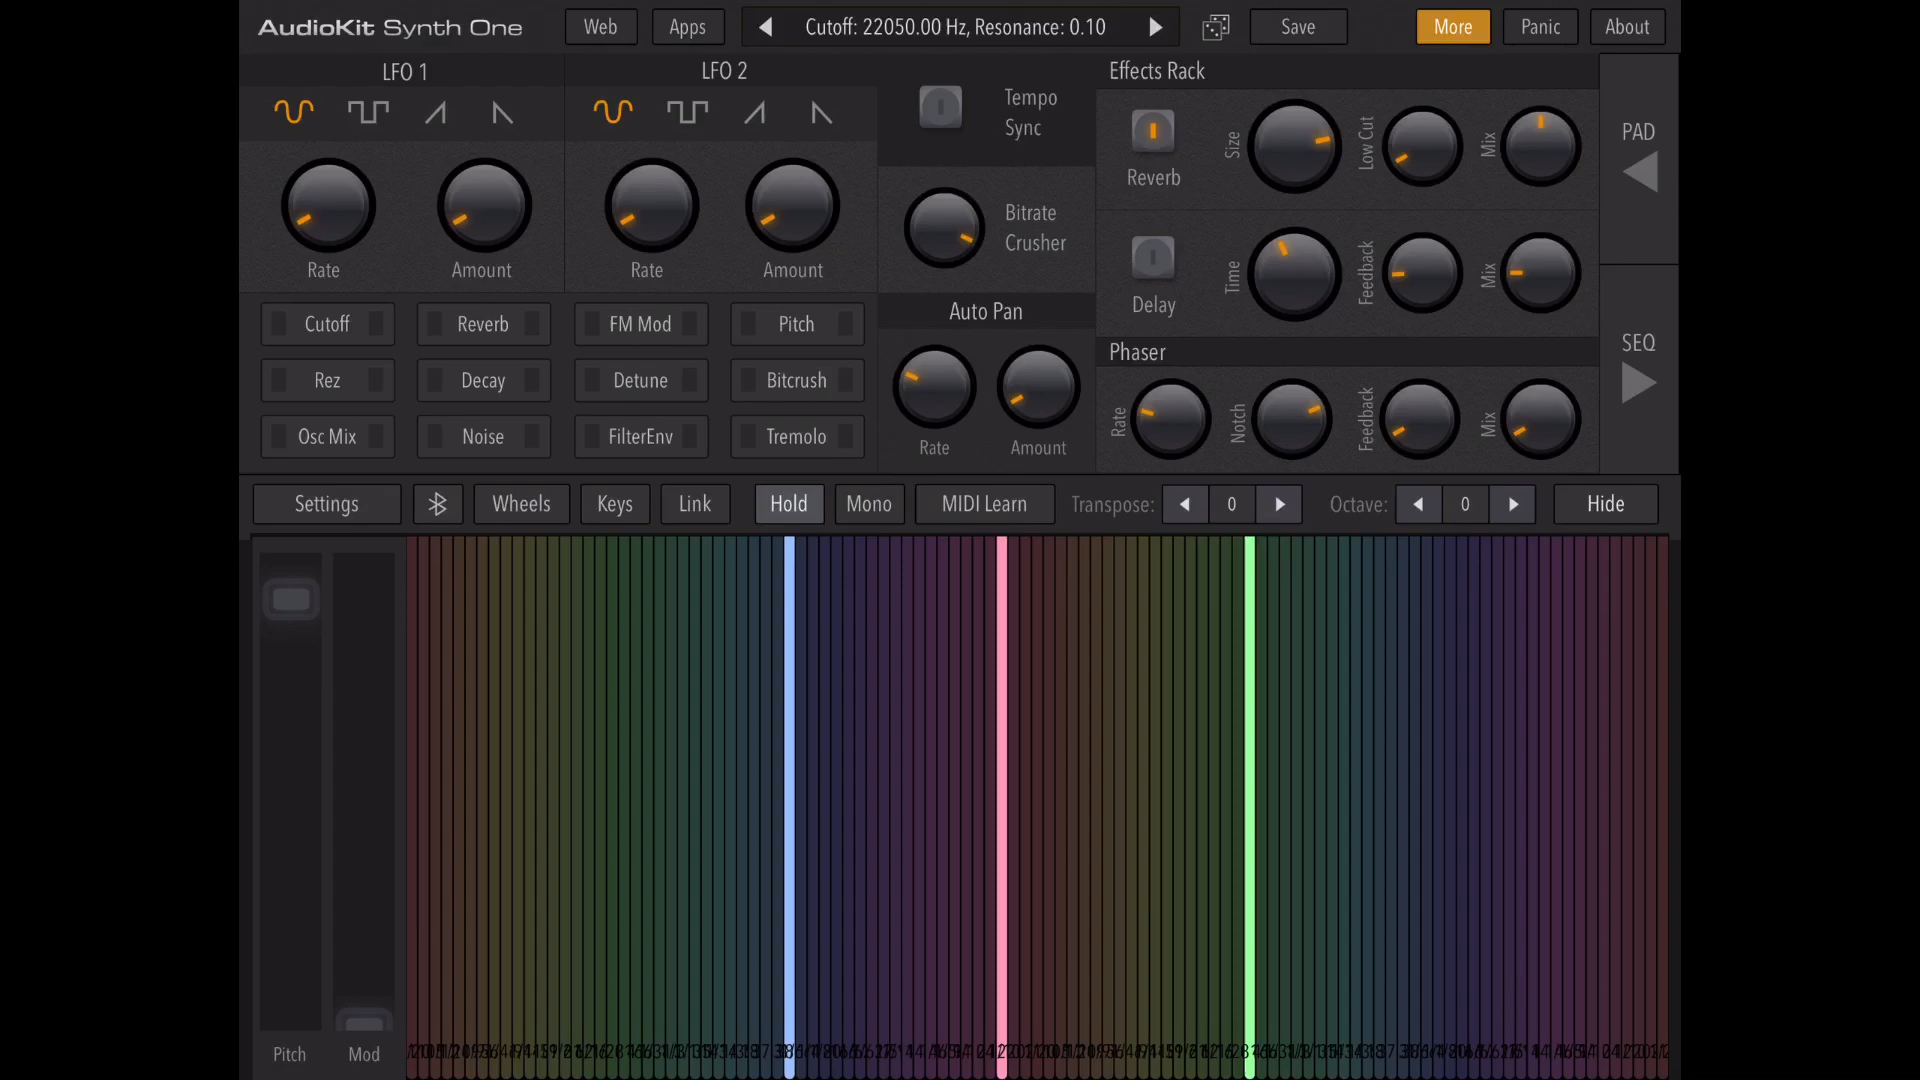 AudioKit Synth One
Web
Apps
Cutoff: 22050.00 Hz, Resonance: 0.10
Save
More
Panic
About
LFO 1
LFO 2
Tempo
Sync
Effects Rack
Reverb
Size
Low Cut
Mix
PAD
Rate
Amount
Rate
Amount
Bitrate
Crusher
Delay
Time
Feedback
Mix
Cutoff
Reverb
FM Mod
Pitch
Auto Pan
Phaser
SEQ
Rez
Decay
Detune
Bitcrush
Osc Mix
Noise
FilterEnv
Tremolo
Rate
Amount
Rate
Notch
Feedback
Mix
Settings
Wheels
Keys
Link
Hold
Mono
MIDI Learn
Transpose:
0
Octave:
0
Hide
Pitch
Mod